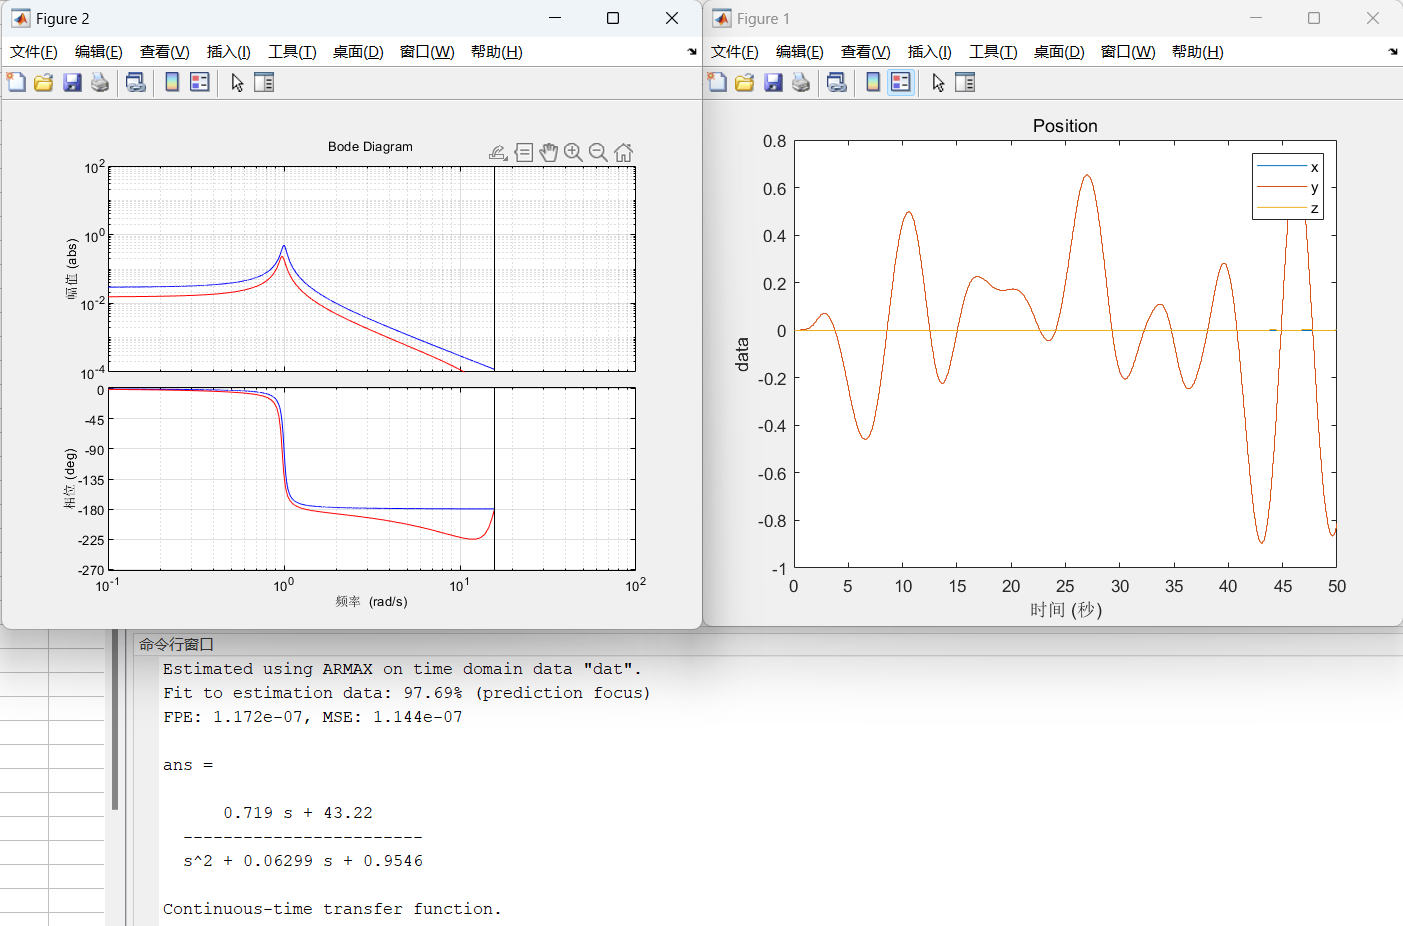 Figure 2
文件(F) 编辑(E) 查看(V) 插入(I) 工具(T) 桌面(D) 窗口(W) 帮助(H)
Bode Diagram
10^2
10^0
10^-2
10^-4
幅值 (abs)
0
-45
-90
-135
-180
-225
-270
相位 (deg)
10^-1 10^0 10^1 10^2
频率 (rad/s)
Figure 1
文件(F) 编辑(E) 查看(V) 插入(I) 工具(T) 桌面(D) 窗口(W) 帮助(H)
Position
x
y
z
0.8
0.6
0.4
0.2
0
-0.2
-0.4
-0.6
-0.8
-1
data
0 5 10 15 20 25 30 35 40 45 50
时间 (秒)
命令行窗口
Estimated using ARMAX on time domain data "dat".
Fit to estimation data: 97.69% (prediction focus)
FPE: 1.172e-07, MSE: 1.144e-07
ans =
0.719 s + 43.22
------------------------
s^2 + 0.06299 s + 0.9546
Continuous-time transfer function.